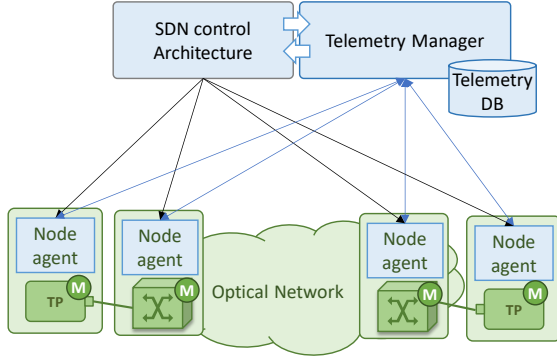 SDN control
Architecture
Telemetry Manager
Telemetry
DB
Node
agent
Node
agent
Node
agent
Node
agent
M
TP
M
Optical Network
M
M
TP